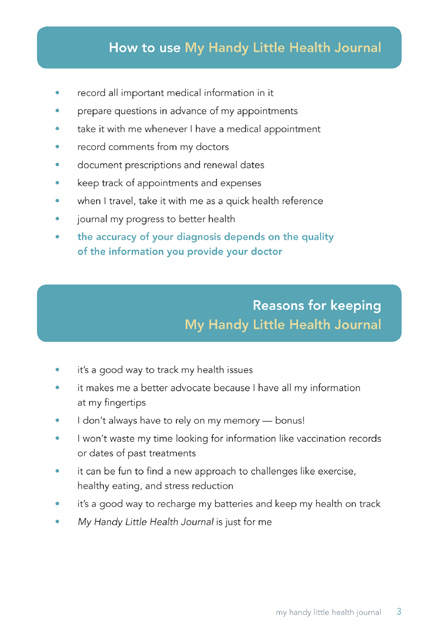 How to use My Handy Little Health Journal
• record all important medical information in it
• prepare questions in advance of my appointments
• take it with me whenever I have a medical appointment
• record comments from my doctors
• document prescriptions and renewal dates
• keep track of appointments and expenses
• when I travel, take it with me as a quick health reference
• journal my progress to better health
• the accuracy of your diagnosis depends on the quality
of the information you provide your doctor
Reasons for keeping
My Handy Little Health Journal
• it's a good way to track my health issues
• it makes me a better advocate because I have all my information
at my fingertips
• I don't always have to rely on my memory — bonus!
• I won't waste my time looking for information like vaccination records
or dates of past treatments
• it can be fun to find a new approach to challenges like exercise,
healthy eating, and stress reduction
• it's a good way to recharge my batteries and keep my health on track
• My Handy Little Health Journal is just for me
my handy little health journal 3